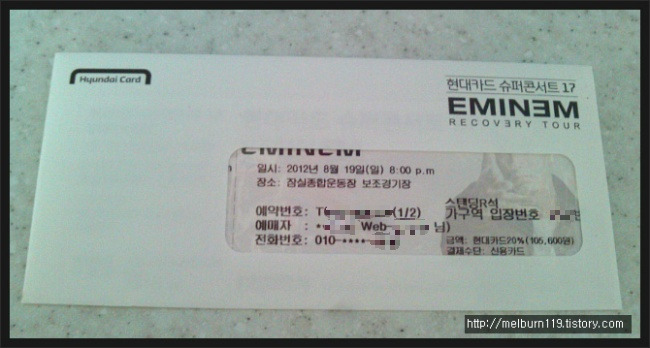 Hyundai Card
현대카드 슈퍼콘서트 17
EMINEM
RECOVERY TOUR
EMINEM
일시: 2012년 8월 19일(일) 8:00 p.m
장소: 잠실종합운동장 보조경기장
스탠딩R석
예약번호: T (1/2) 가구역 입장번호
예매자 : Web 님)
전화번호: 010-
금액: 현대카드20%(105,600원)
결재수단: 신용카드
http://melburn119.tistory.com